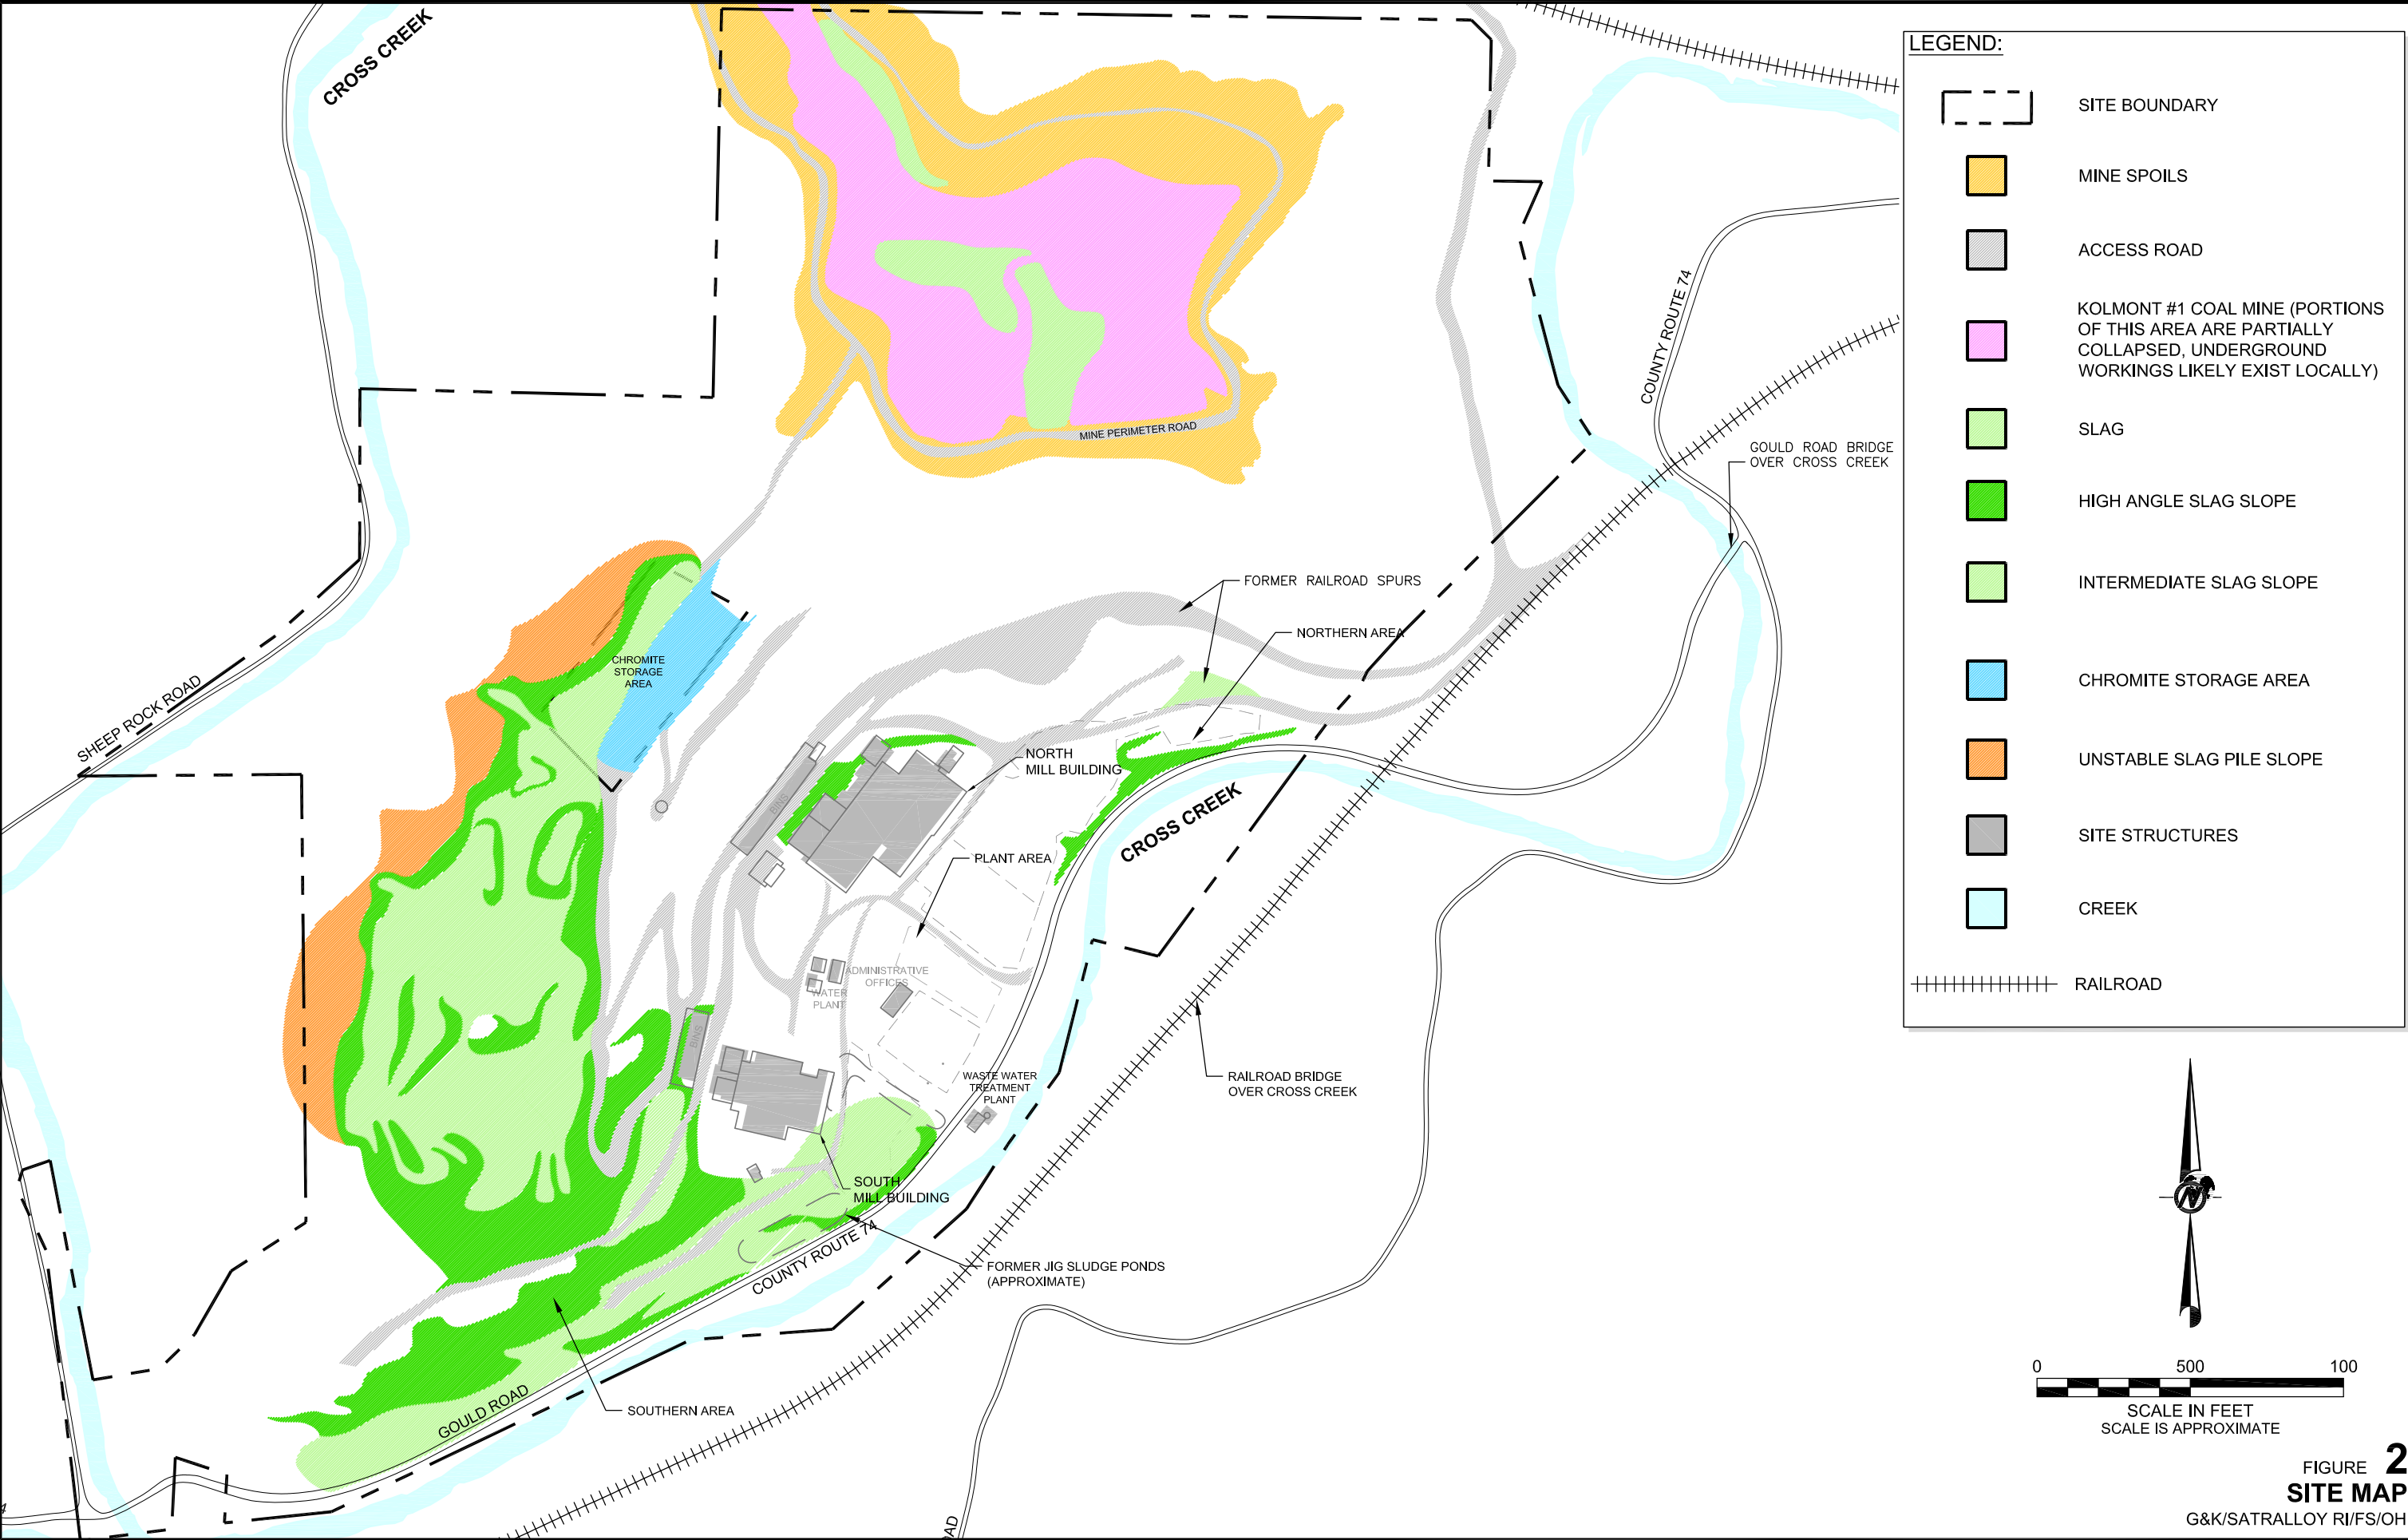 CROSS CREEK
LEGEND:
SITE BOUNDARY
MINE SPOILS
ACCESS ROAD
KOLMONT #1 COAL MINE (PORTIONS
OF THIS AREA ARE PARTIALLY
COLLAPSED, UNDERGROUND
WORKINGS LIKELY EXIST LOCALLY)
SLAG
HIGH ANGLE SLAG SLOPE
INTERMEDIATE SLAG SLOPE
CHROMITE STORAGE AREA
UNSTABLE SLAG PILE SLOPE
SITE STRUCTURES
CREEK
RAILROAD
COUNTY ROUTE 74
MINE PERIMETER ROAD
GOULD ROAD BRIDGE
OVER CROSS CREEK
FORMER RAILROAD SPURS
NORTHERN AREA
CHROMITE
STORAGE
AREA
SHEEP ROCK ROAD
NORTH
MILL BUILDING
BINS
CROSS CREEK
PLANT AREA
ADMINISTRATIVE
OFFICES
WATER
PLANT
BINS
WASTE WATER
TREATMENT
PLANT
RAILROAD BRIDGE
OVER CROSS CREEK
SOUTH
MILL BUILDING
COUNTY ROUTE 74
FORMER JIG SLUDGE PONDS
(APPROXIMATE)
SOUTHERN AREA
GOULD ROAD
4
OAD
N
0 500 100
SCALE IN FEET
SCALE IS APPROXIMATE
FIGURE 2
SITE MAP
G&K/SATRALLOY RI/FS/OH